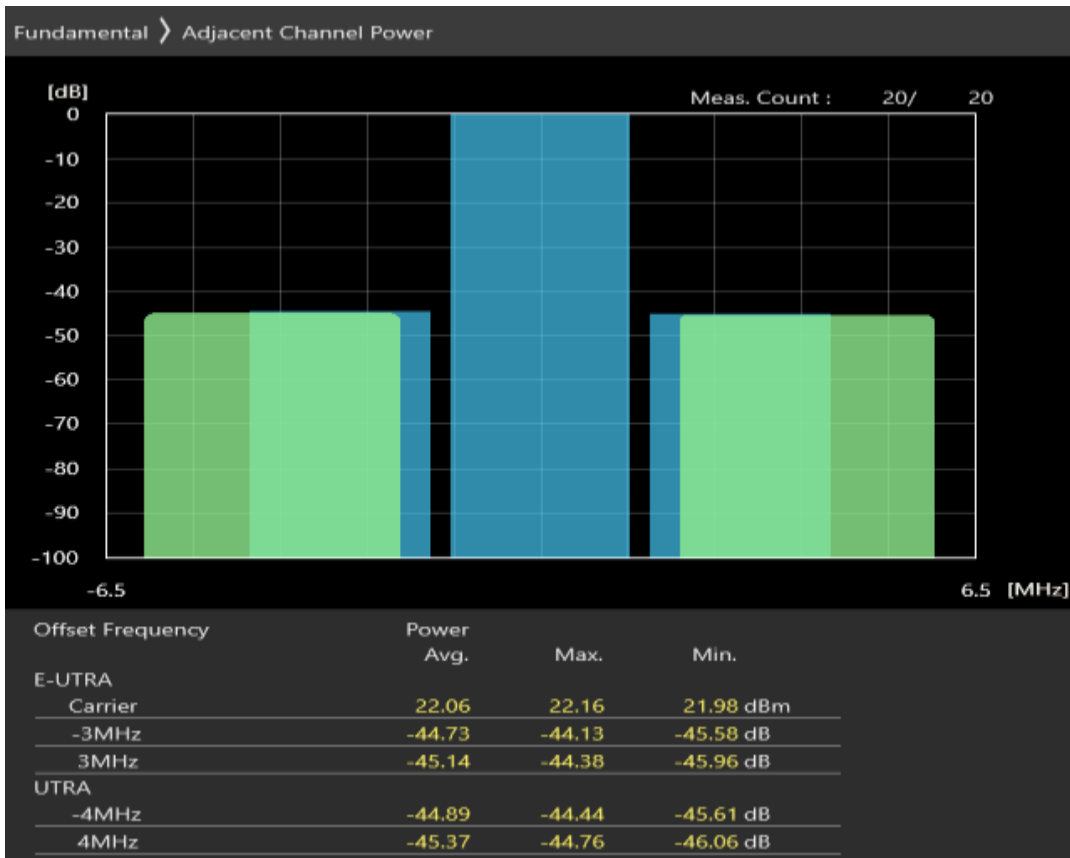 Fundamental 〉 Adjacent Channel Power
[dB]
Meas. Count : 20/ 20
0
-10
-20
-30
-40
-50
-60
-70
-80
-90
-100
-6.5 6.5 [MHz]
Offset Frequency Power
Avg. Max. Min.
E-UTRA
Carrier 22.06 22.16 21.98 dBm
-3MHz -44.73 -44.13 -45.58 dB
3MHz -45.14 -44.38 -45.96 dB
UTRA
-4MHz -44.89 -44.44 -45.61 dB
4MHz -45.37 -44.76 -46.06 dB